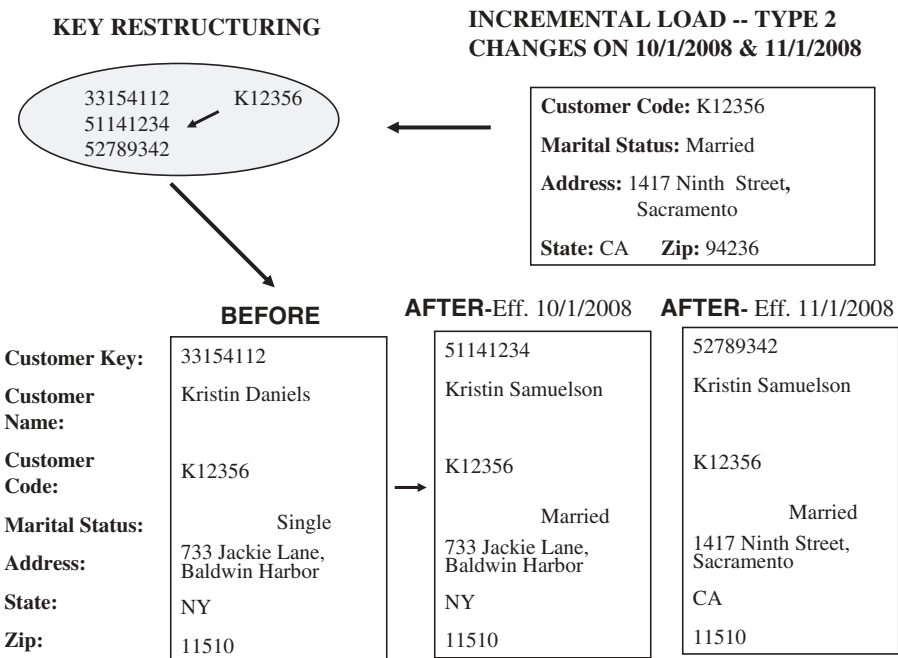 KEY RESTRUCTURING
INCREMENTAL LOAD -- TYPE 2
CHANGES ON 10/1/2008 & 11/1/2008
33154112 K12356
51141234
52789342
Customer Code: K12356
Marital Status: Married
Address: 1417 Ninth Street,
Sacramento
State: CA Zip: 94236
BEFORE
AFTER-Eff. 10/1/2008
AFTER- Eff. 11/1/2008
Customer Key: 33154112 51141234 52789342
Customer Kristin Daniels Kristin Samuelson Kristin Samuelson
Name:
Customer
Code: K12356 K12356 K12356
Marital Status: Single Married Married
Address: 733 Jackie Lane, 733 Jackie Lane, 1417 Ninth Street,
Baldwin Harbor Baldwin Harbor Sacramento
State: NY NY CA
Zip: 11510 11510 11510